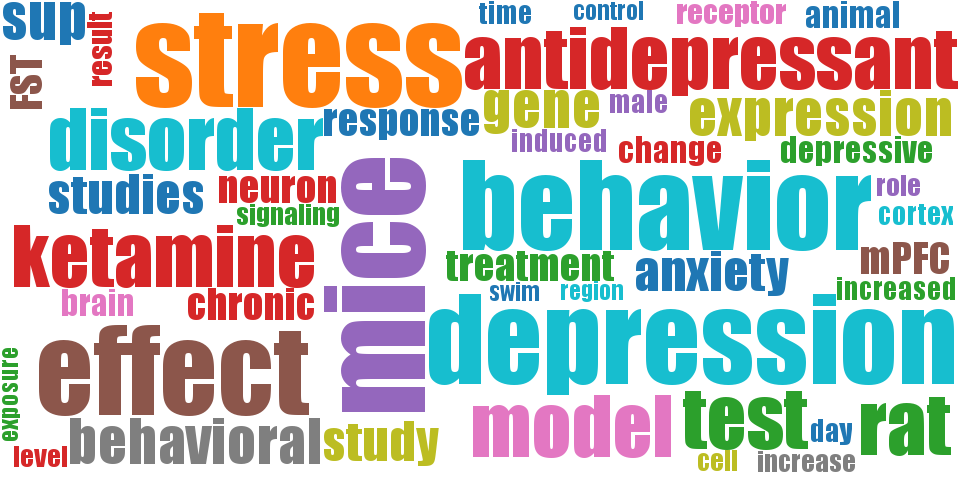 sup
result
FST
stress
time
control
receptor
animal
antidepressant
gene
male
expression
disorder
response
induced
change
depressive
studies
neuron
signaling
mice
behavior
role
cortex
ketamine
brain
chronic
treatment
anxiety
mPFC
swim
region
increased
effect
depression
exposure
level
behavioral
study
model
test
day
rat
cell
increase